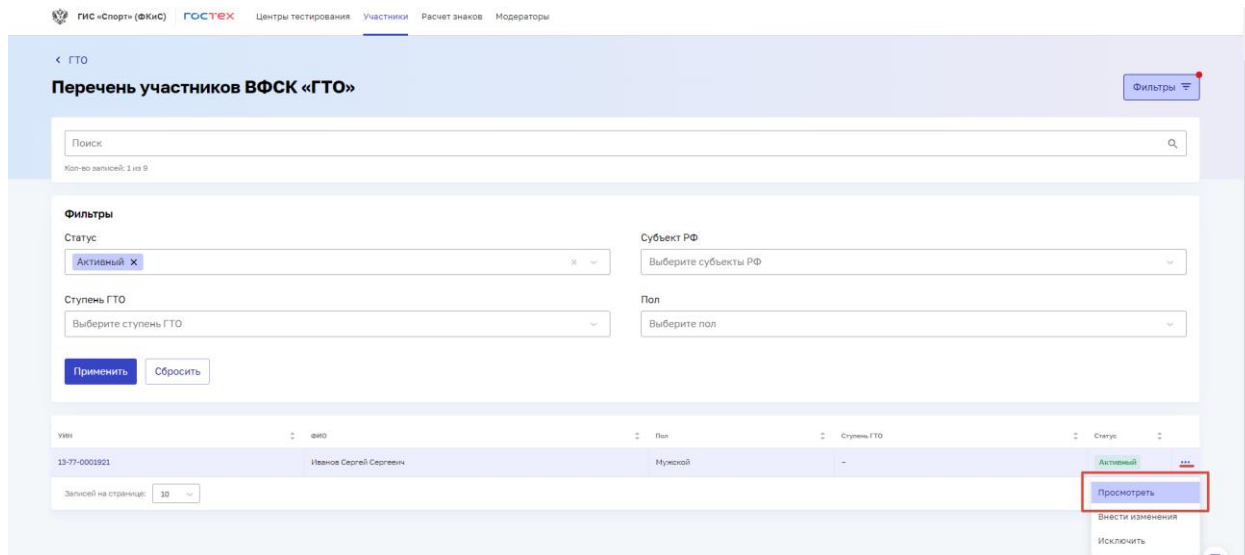 ГИС «Спорт» (ФКиС) ГОСТЕХ Центры тестирования Участники Расчет знаков Модераторы
ГТО
Перечень участников ВФСК «ГТО»
Фильтры
Поиск
Кол-во записей: 1 из 9
Фильтры
Статус Субъект РФ
Активный Выберите субъекты РФ
Ступень ГТО Пол
Выберите ступень ГТО Выберите пол
Применить Сбросить
УИН ФИО Пол Ступень ГТО Статус
13-77-0001921 Иванов Сергей Сергеевич Мужской – Активный ...
Записей на странице: 10
Просмотреть
Внести изменения
Исключить